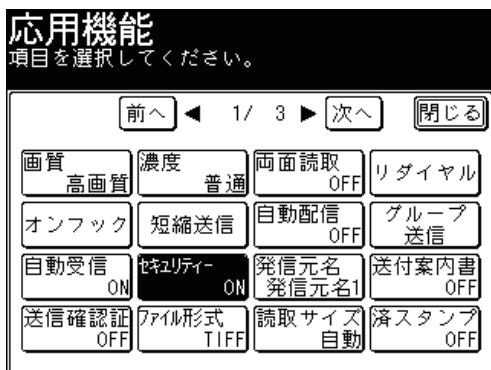 応用機能
項目を選択してください。
前へ ◀ 1/ 3 ▶ 次へ 閉じる
画質 高画質
濃度 普通
両面読取 OFF
リダイヤル
オンフック
短縮送信
自動配信 OFF
グループ送信
自動受信 ON
セキュリティー ON
発信元名 発信元名1
送付案内書 OFF
送信確認証 OFF
ファイル形式 TIFF
読取サイズ 自動
済スタンプ OFF